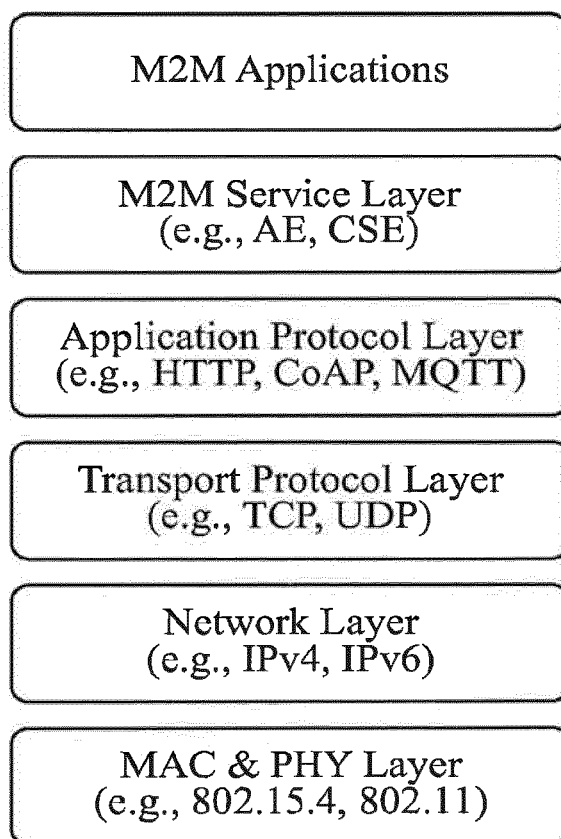 M2M Applications
M2M Service Layer
(e.g., AE, CSE)
Application Protocol Layer
(e.g., HTTP, CoAP, MQTT)
Transport Protocol Layer
(e.g., TCP, UDP)
Network Layer
(e.g., IPv4, IPv6)
MAC & PHY Layer
(e.g., 802.15.4, 802.11)